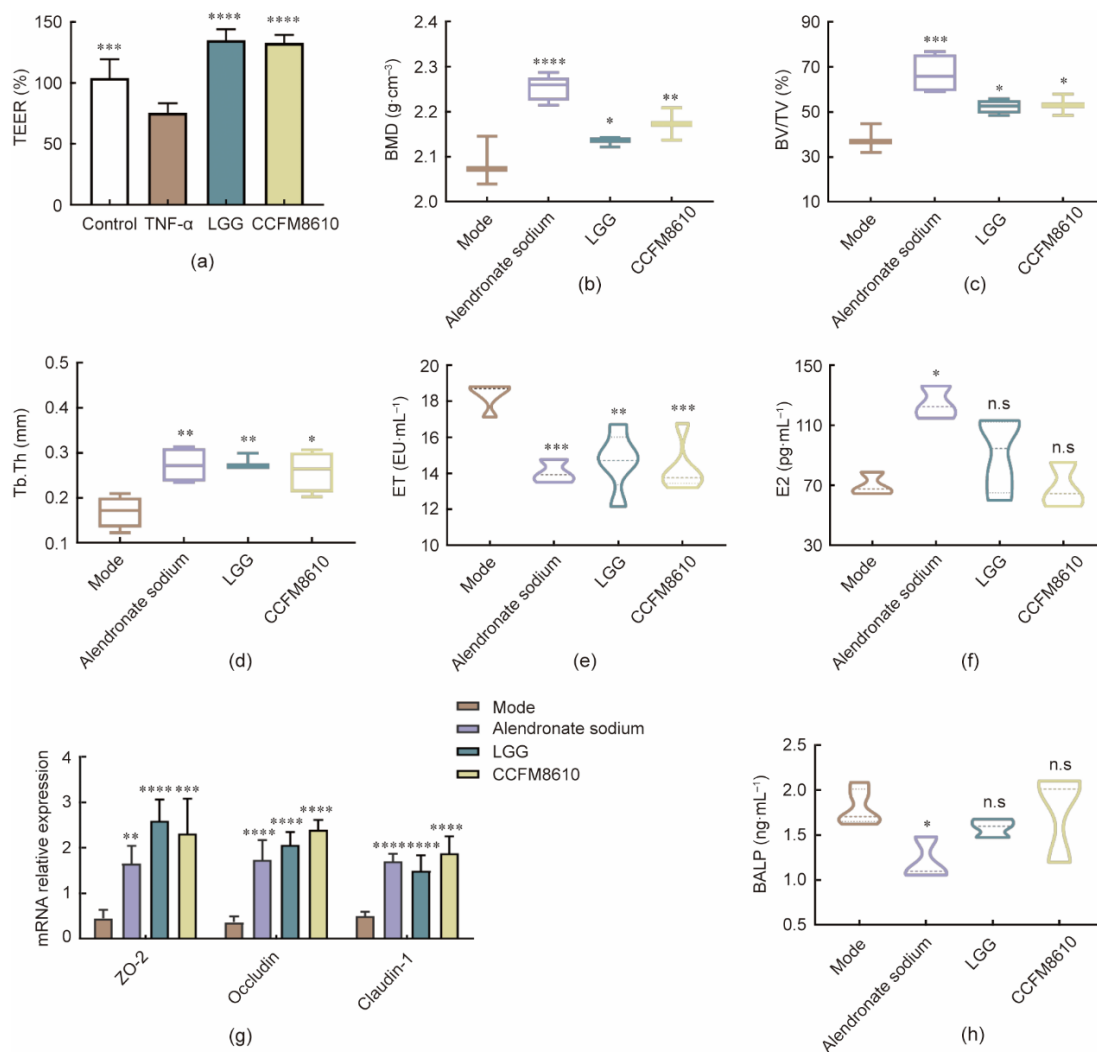 TEER (%)
150
100
50
0
***
****
****
Control
TNF-α
LGG
CCFM8610
(a)
BMD (g·cm⁻³)
2.4
2.3
2.2
2.1
2.0
****
*
**
Mode
Alendronate sodium
LGG
CCFM8610
(b)
BV/TV (%)
90
70
50
30
10
***
*
*
Mode
Alendronate sodium
LGG
CCFM8610
(c)
Tb.Th (mm)
0.5
0.4
0.3
0.2
0.1
**
**
*
Mode
Alendronate sodium
LGG
CCFM8610
(d)
ET (EU·mL⁻¹)
20
18
16
14
12
10
***
**
***
Mode
Alendronate sodium
LGG
CCFM8610
(e)
E2 (pg·mL⁻¹)
150
110
70
30
*
n.s
n.s
Mode
Alendronate sodium
LGG
CCFM8610
(f)
Mode
Alendronate sodium
LGG
CCFM8610
mRNA relative expression
4
3
2
1
0
**
****
***
****
****
****
****
****
****
ZO-2
Occludin
Claudin-1
(g)
BALP (ng·mL⁻¹)
2.5
2.0
1.5
1.0
0.5
*
n.s
n.s
Mode
Alendronate sodium
LGG
CCFM8610
(h)